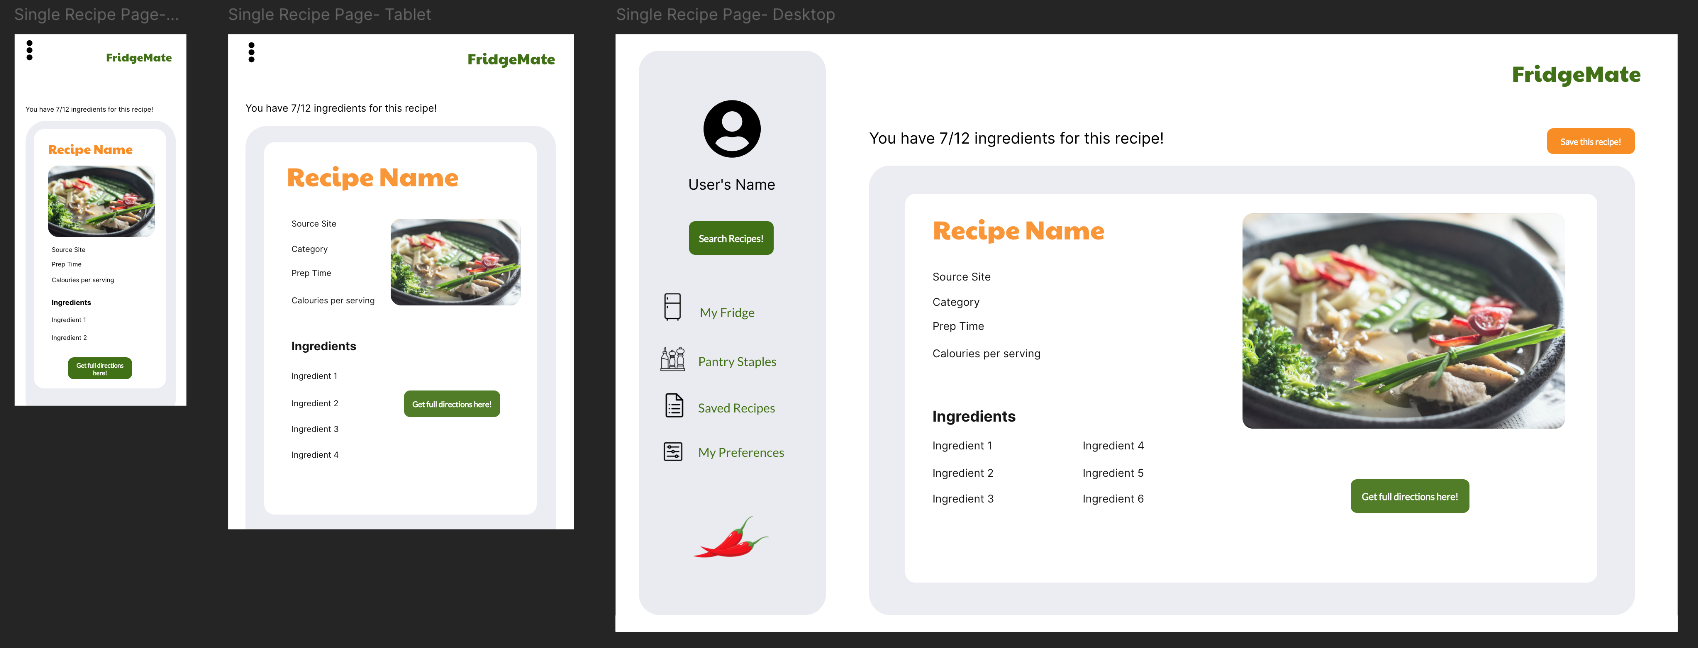 Single Recipe Page-...
FridgeMate
You have 7/12 ingredients for this recipe!
Recipe Name
Source Site
Prep Time
Calouries per serving
Ingredients
Ingredient 1
Ingredient 2
Get full directions
here!
Single Recipe Page- Tablet
FridgeMate
You have 7/12 ingredients for this recipe!
Recipe Name
Source Site
Category
Prep Time
Calouries per serving
Ingredients
Ingredient 1
Ingredient 2
Ingredient 3
Ingredient 4
Get full directions here!
Single Recipe Page- Desktop
User's Name
Search Recipes!
My Fridge
Pantry Staples
Saved Recipes
My Preferences
FridgeMate
You have 7/12 ingredients for this recipe!
Save this recipe!
Recipe Name
Source Site
Category
Prep Time
Calouries per serving
Ingredients
Ingredient 1
Ingredient 4
Ingredient 2
Ingredient 5
Ingredient 3
Ingredient 6
Get full directions here!